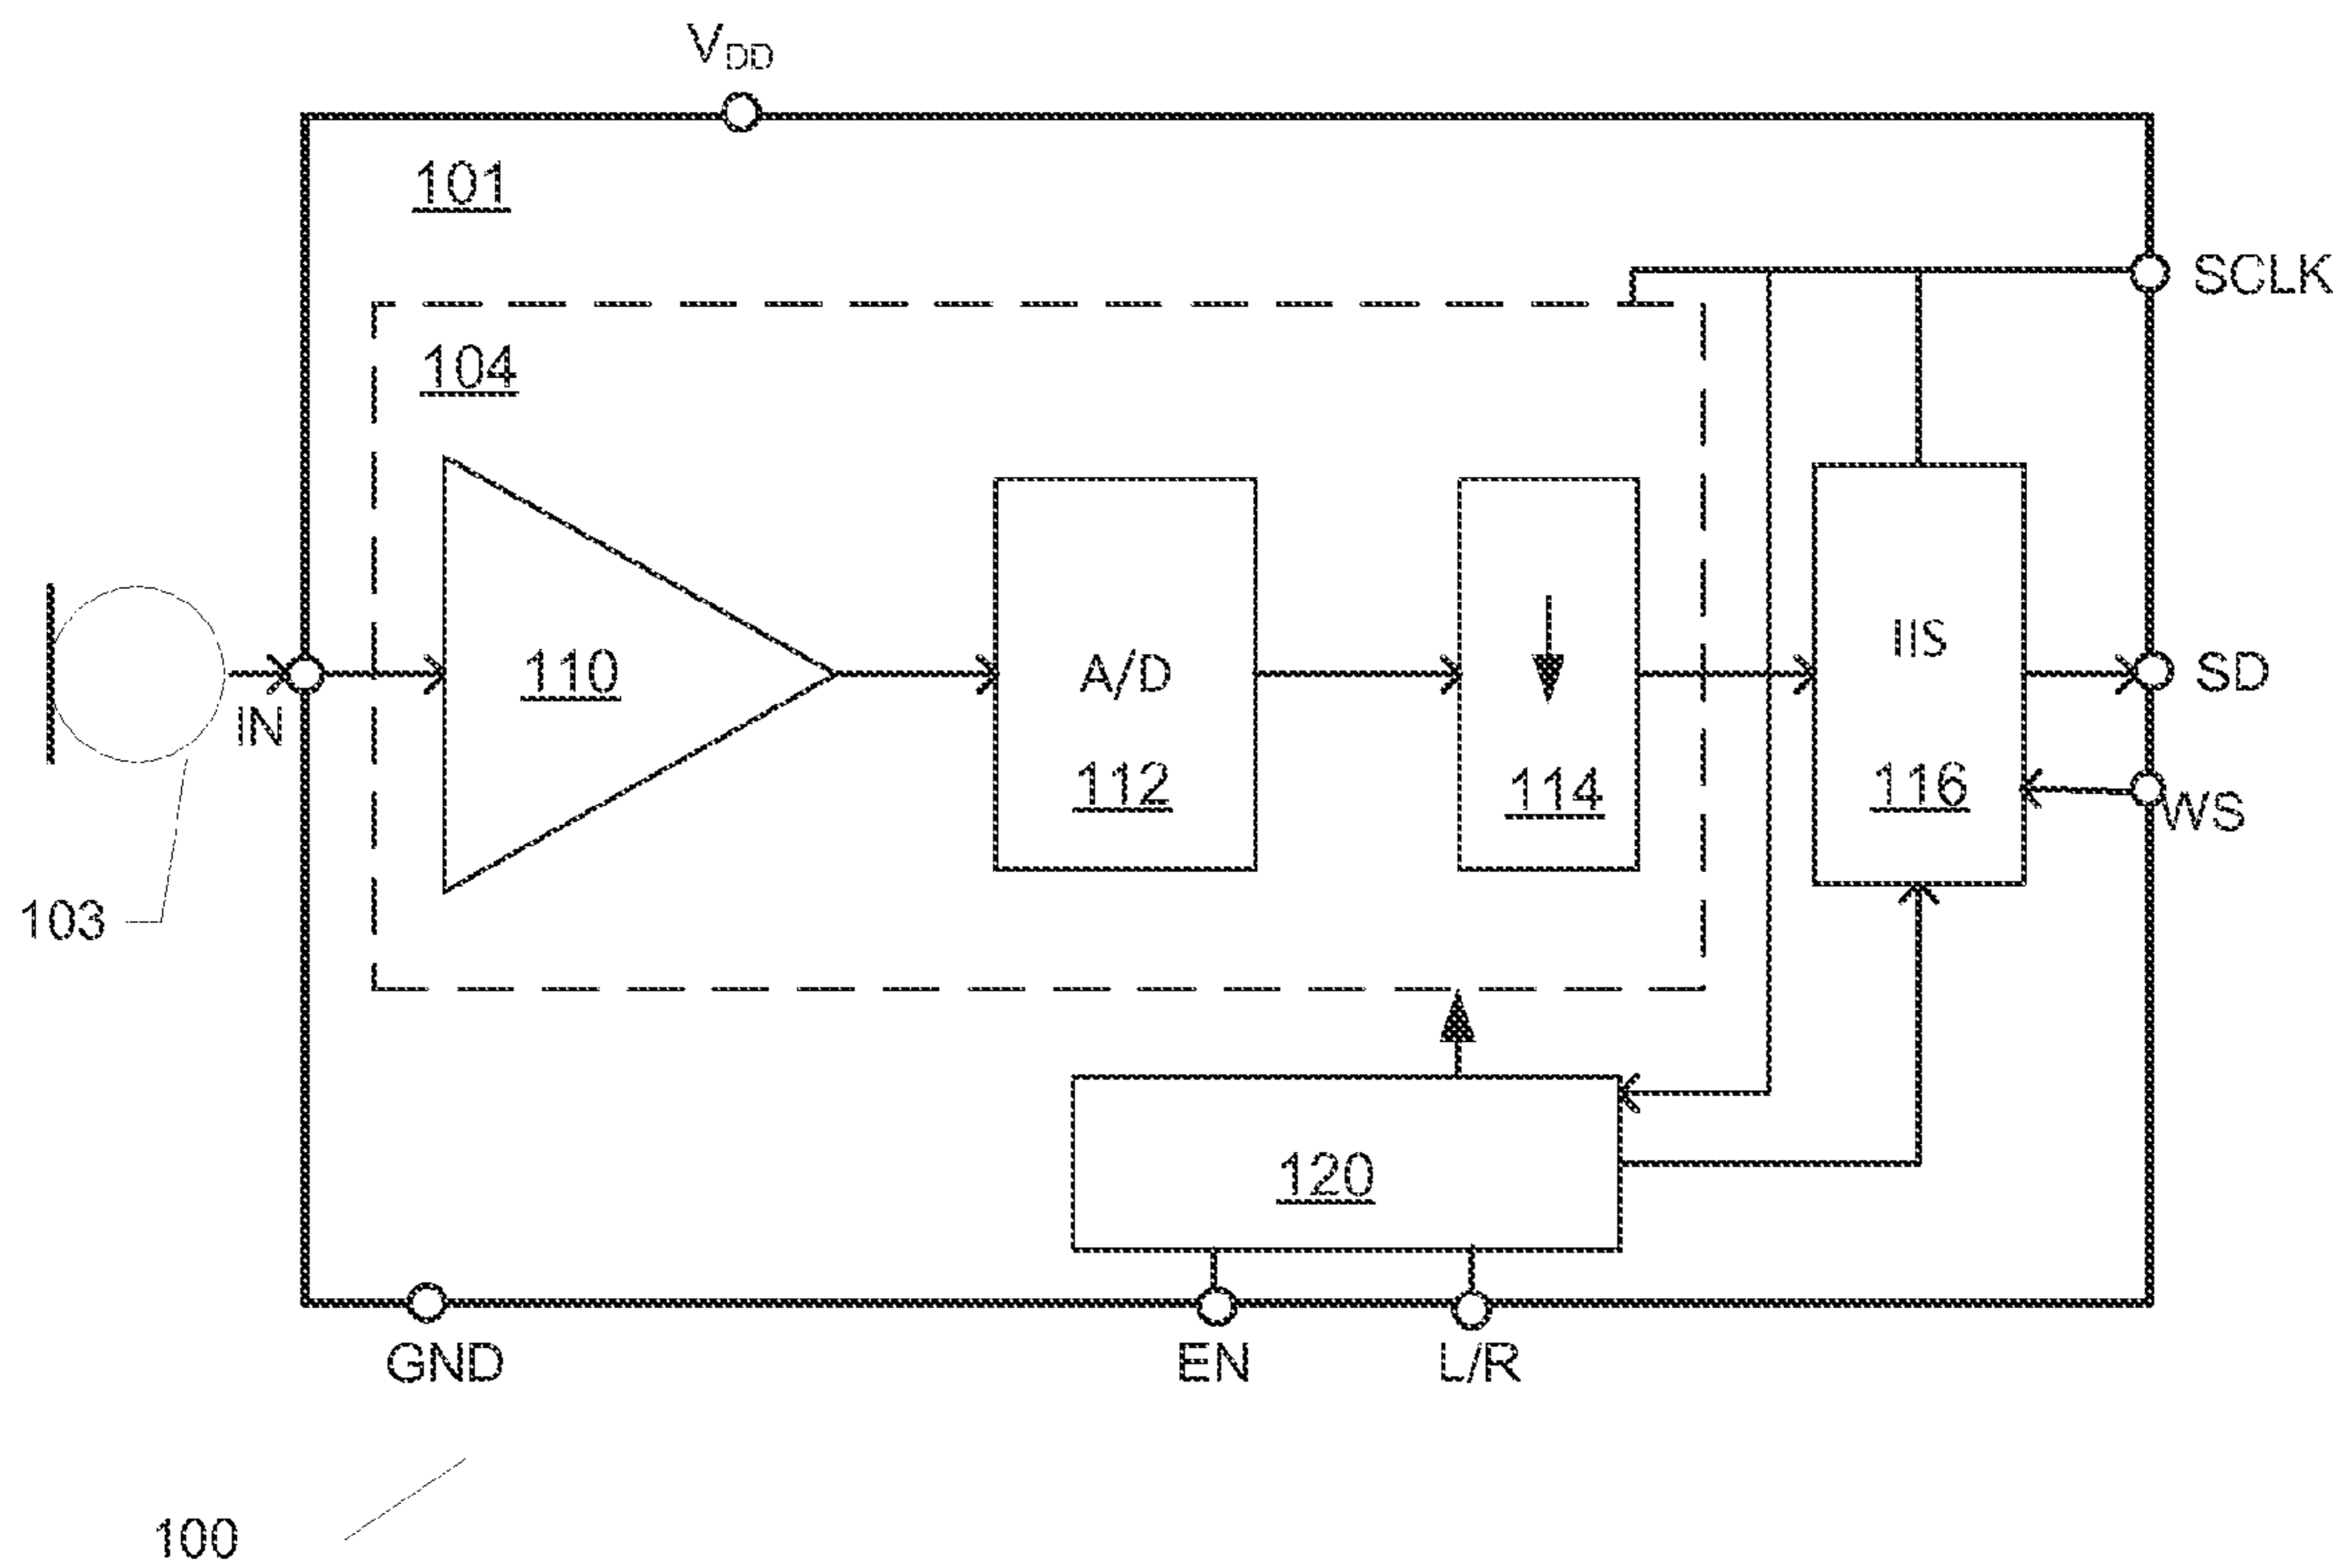 VDD
101
SCLK
104
IIS
110
A/D
SD
IN
112
114
116
WS
103
120
GND
EN
L/R
100